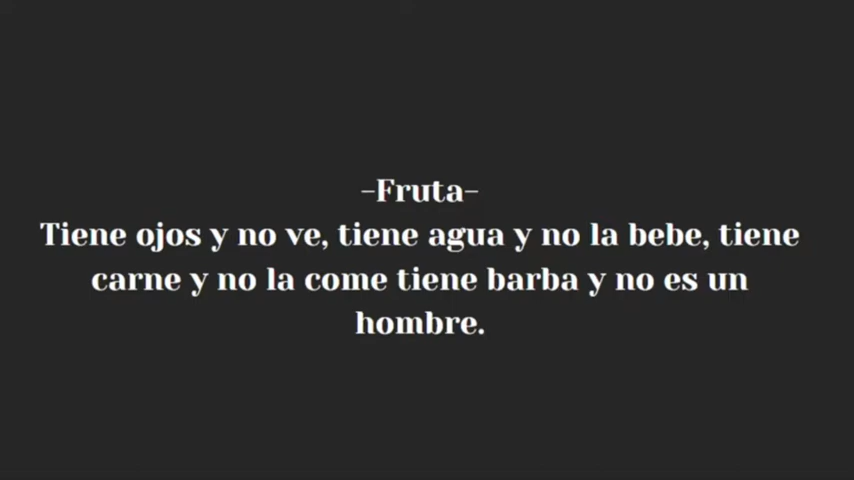 -Fruta-
Tiene ojos y no ve, tiene agua y no la bebe, tiene
carne y no la come tiene barba y no es un
hombre.